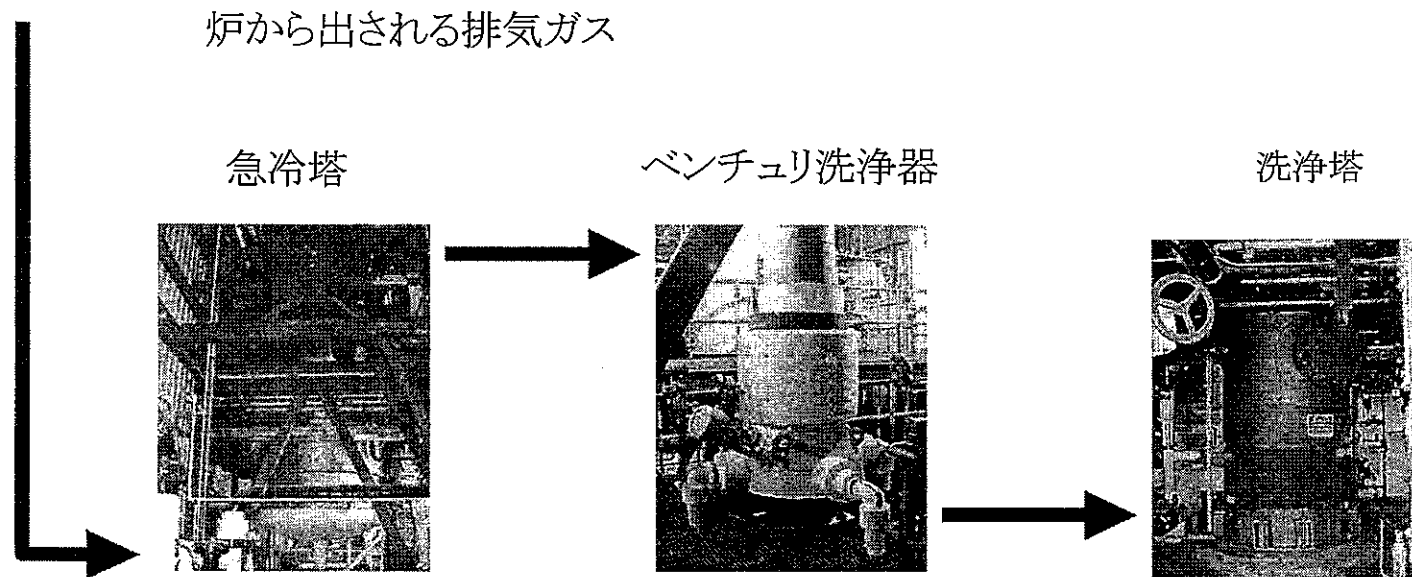 炉から出される排気ガス
急冷塔
ベンチュリ洗浄器
洗浄塔